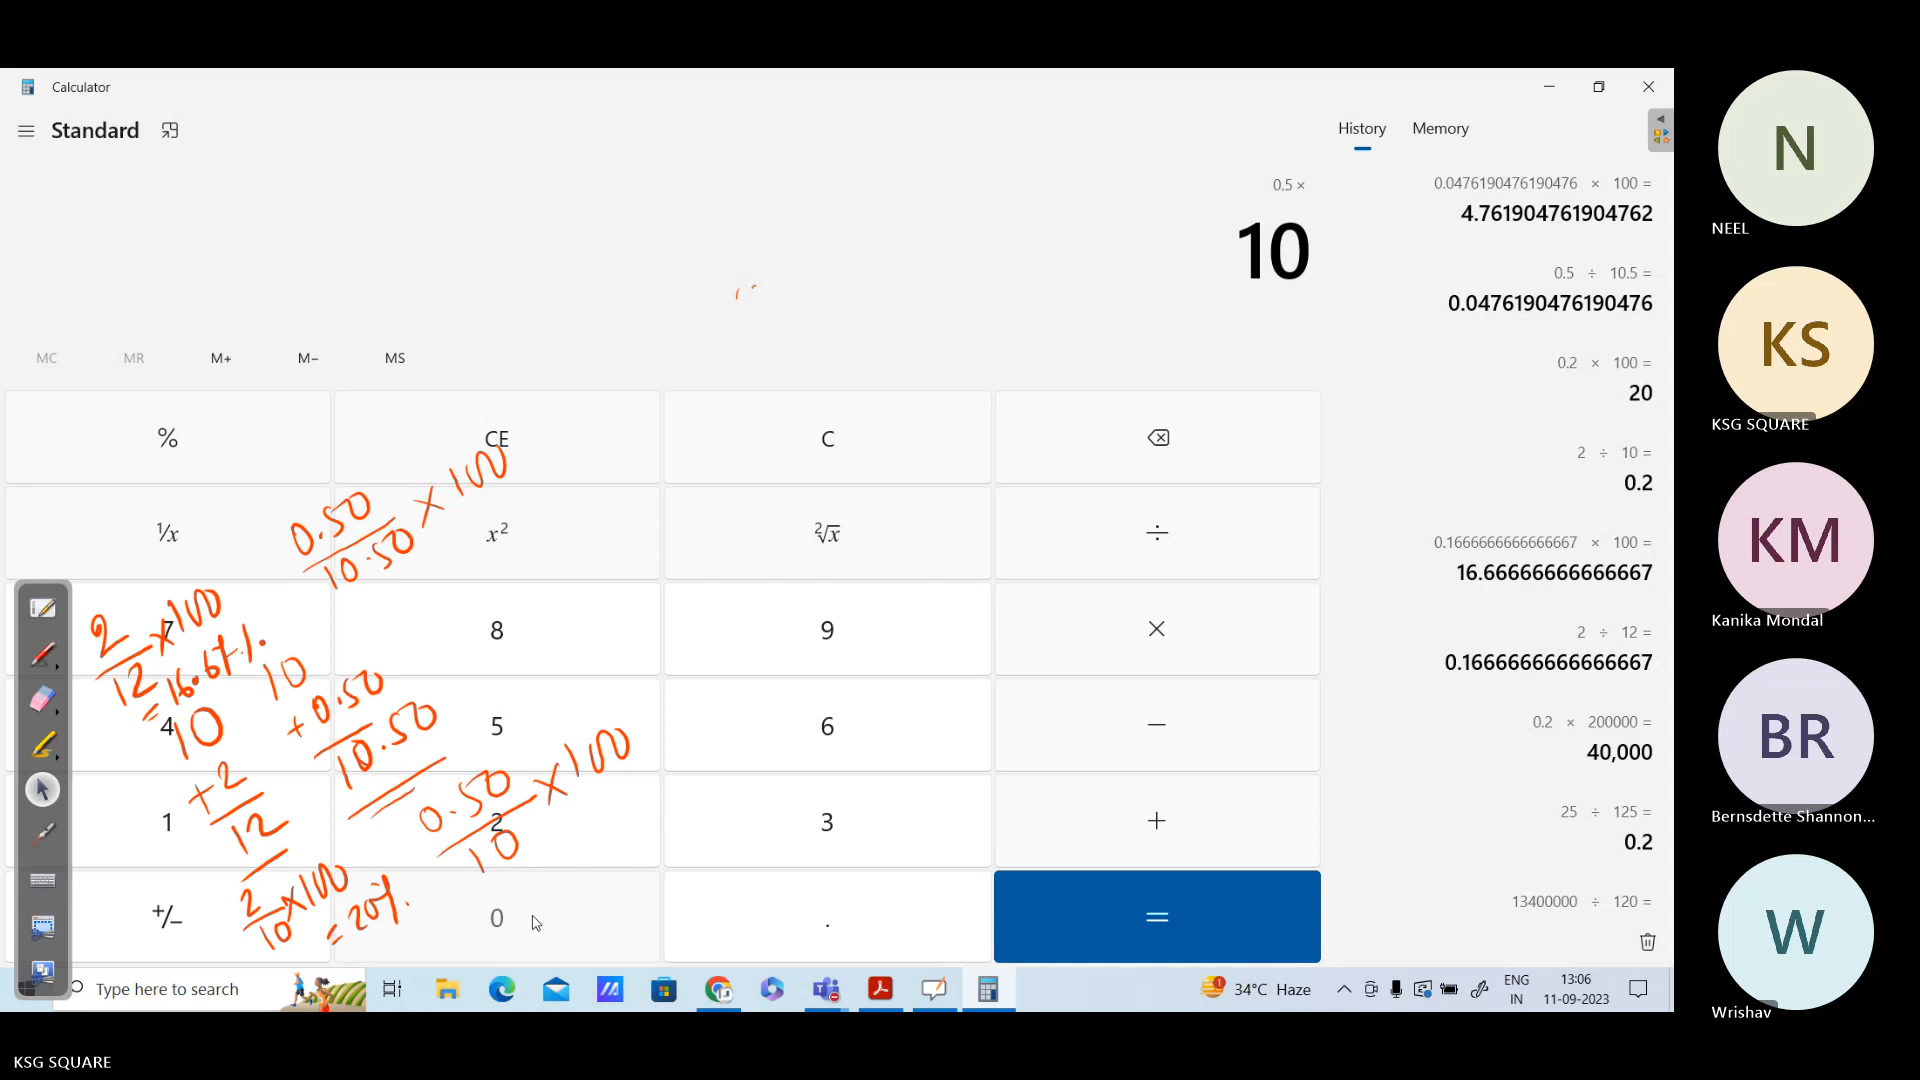 Calculator
Standard
History
Memory
0.5 ×
10
0.0476190476190476 × 100 =
4.761904761904762
0.5 ÷ 10.5 =
0.0476190476190476
0.2 × 100 =
20
2 ÷ 10 =
0.2
0.1666666666666667 × 100 =
16.66666666666667
2 ÷ 12 =
0.1666666666666667
0.2 × 200000 =
40,000
25 ÷ 125 =
0.2
13400000 ÷ 120 =
MC MR M+ M− MS
% CE C
⅟x x² ²√x ÷
7 8 9 ×
4 5 6 −
1 2 3 +
+/− 0 . =
0.50
10.50
× 100
2
12
× 100
= 16.67%
10
+ 2
12
2
10
× 100
= 20%
10
+ 0.50
10.50
0.50
10
× 100
Type here to search
1
34°C Haze
ENG
IN
13:06
11-09-2023
N
NEEL
KS
KSG SQUARE
KM
Kanika Mondal
BR
Bernsdette Shannon...
W
Wrishav
KSG SQUARE